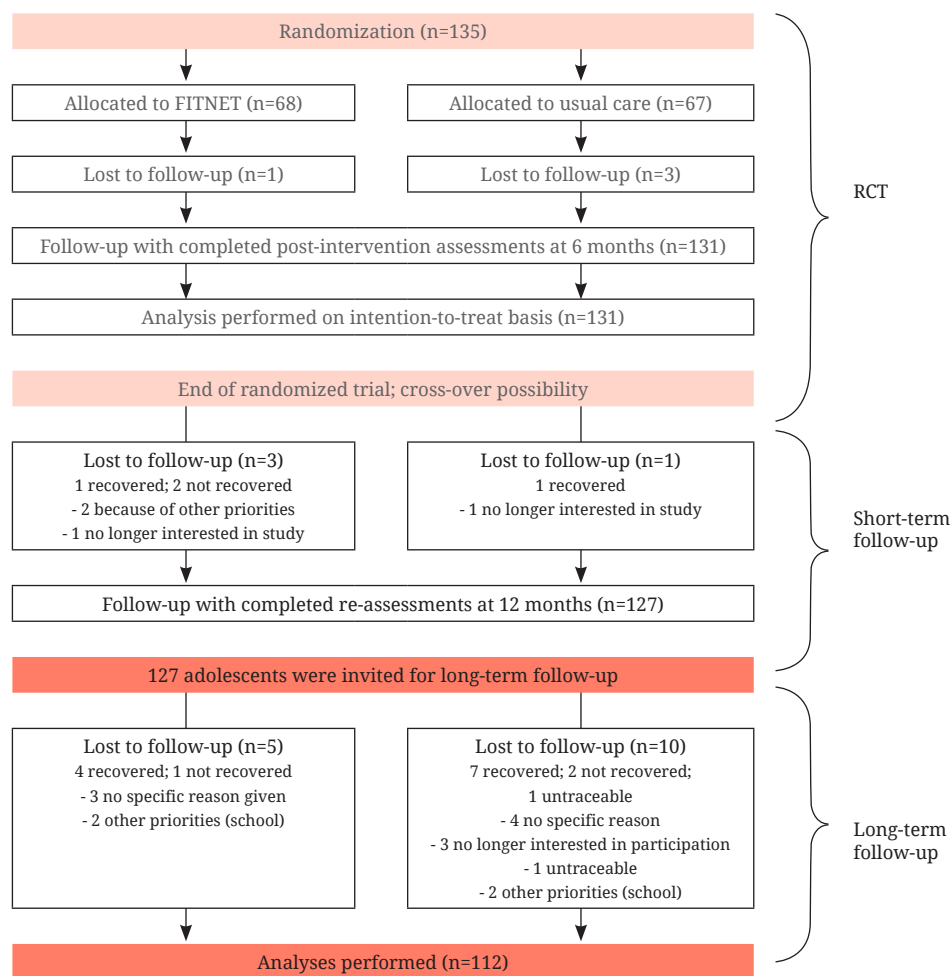 Randomization (n=135)
Allocated to FITNET (n=68)
Allocated to usual care (n=67)
Lost to follow-up (n=1)
Lost to follow-up (n=3)
RCT
Follow-up with completed post-intervention assessments at 6 months (n=131)
Analysis performed on intention-to-treat basis (n=131)
End of randomized trial; cross-over possibility
Lost to follow-up (n=3)
1 recovered; 2 not recovered
- 2 because of other priorities
- 1 no longer interested in study
Lost to follow-up (n=1)
1 recovered
- 1 no longer interested in study
Short-term
follow-up
Follow-up with completed re-assessments at 12 months (n=127)
127 adolescents were invited for long-term follow-up
Lost to follow-up (n=5)
4 recovered; 1 not recovered
- 3 no specific reason given
- 2 other priorities (school)
Lost to follow-up (n=10)
7 recovered; 2 not recovered;
1 untraceable
- 4 no specific reason
- 3 no longer interested in participation
- 1 untraceable
- 2 other priorities (school)
Long-term
follow-up
Analyses performed (n=112)